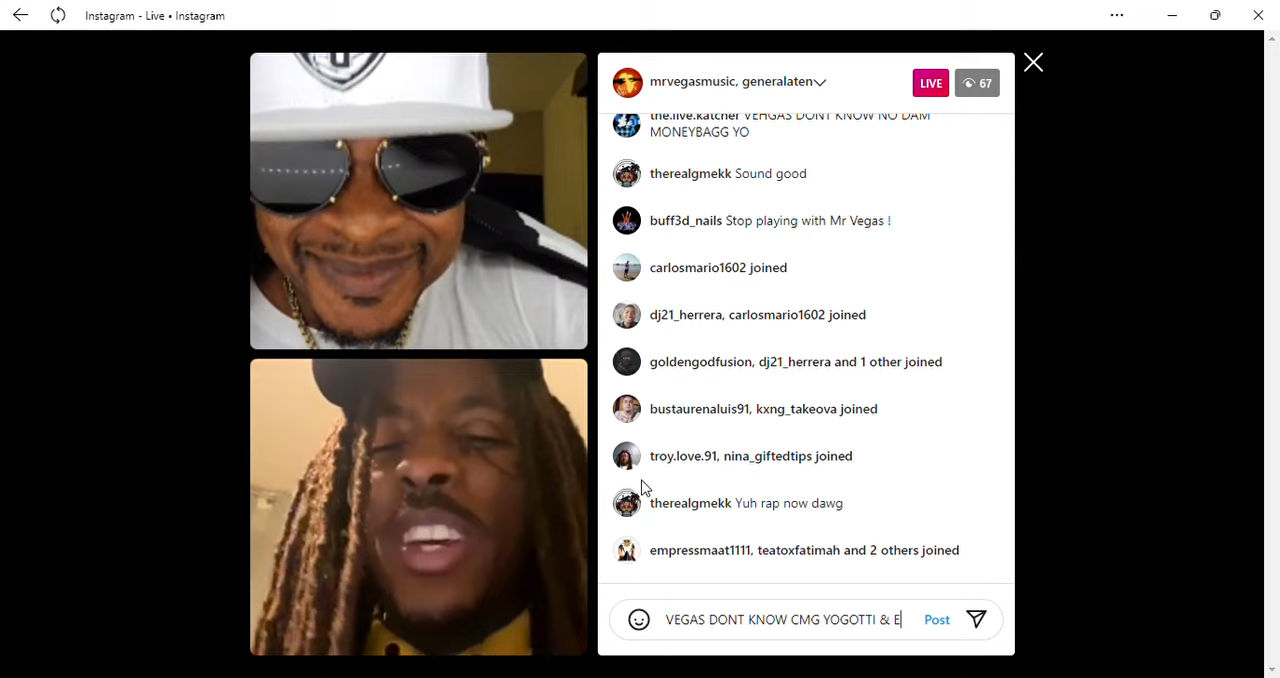 Instagram - Live • Instagram
mrvegasmusic, generalaten
LIVE
67
the.live.katcher VEHGAS DONT KNOW NO DAM
MONEYBAGG YO
therealgmekk Sound good
buff3d_nails Stop playing with Mr Vegas !
carlosmario1602 joined
dj21_herrera, carlosmario1602 joined
goldengodfusion, dj21_herrera and 1 other joined
bustaurenaluis91, kxng_takeova joined
troy.love.91, nina_giftedtips joined
therealgmekk Yuh rap now dawg
empressmaat1111, teatoxfatimah and 2 others joined
VEGAS DONT KNOW CMG YOGOTTI & E
Post